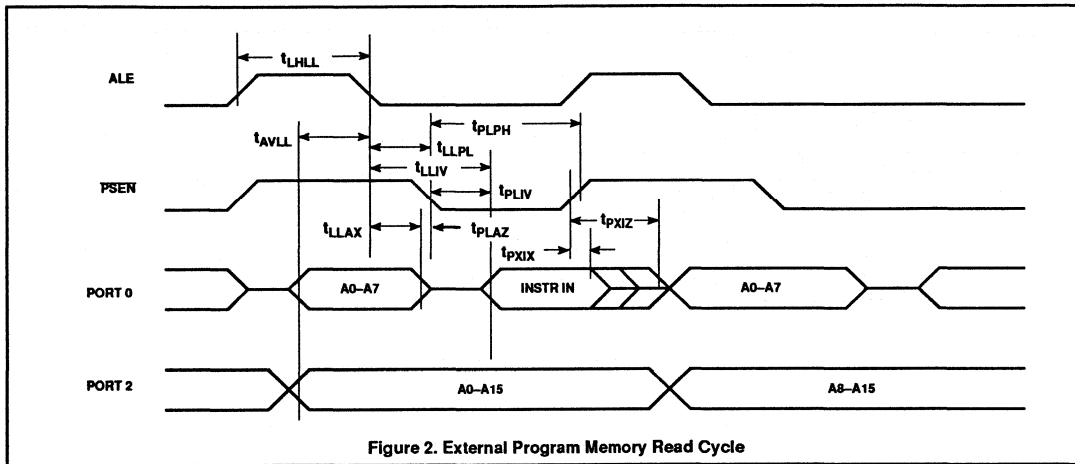 ALE
tLHLL
tAVLL
tPLPH
tLLPL
tLLIV
PSEN
tPLIV
tLLAX
tPLAZ
tPXIZ
tPXIX
PORT 0
A0–A7
INSTR IN
A0–A7
PORT 2
A0–A15
A8–A15
Figure 2. External Program Memory Read Cycle